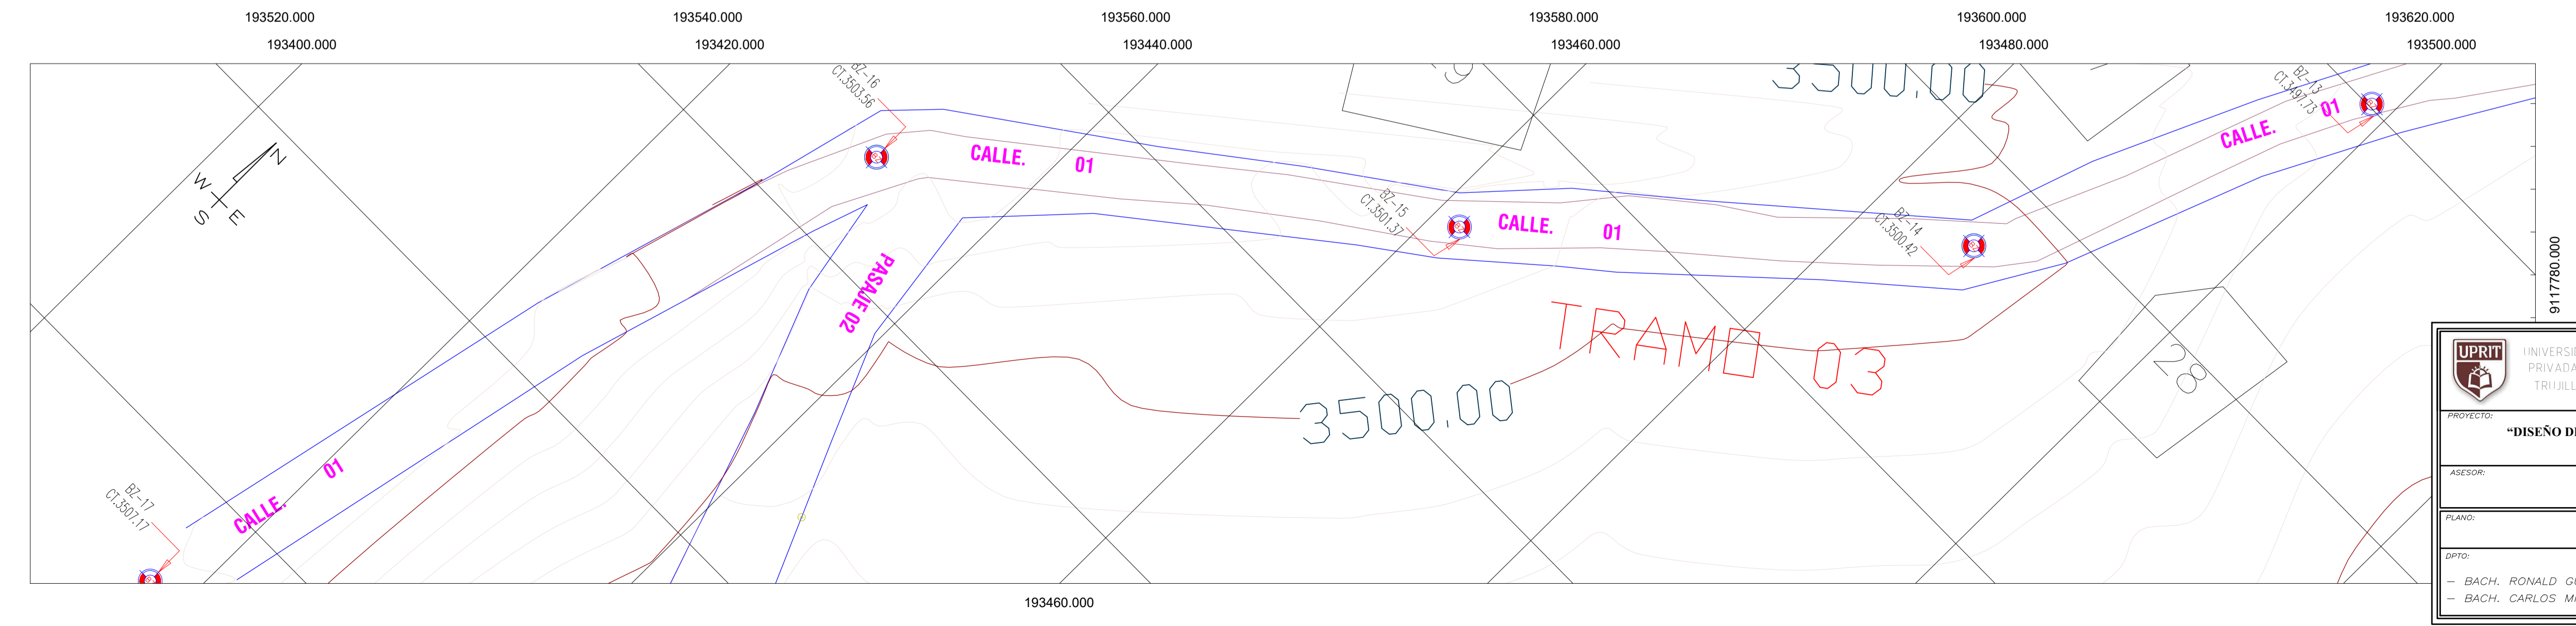 193520.000 193540.000 193560.000 193580.000 193600.000 193620.000
193400.000 193420.000 193440.000 193460.000 193480.000 193500.000
BZ-16
CT.3503.56
9
3500.00
BZ-13
CT.3497.73
CALLE. 01
N
W
S
E
CALLE. 01
BZ-15
CT.3501.37
CALLE. 01
BZ-14
CT.3500.42
PASAJE 02
9117780.000
TRAMO 03
28
3500.00
CALLE. 01
BZ-17
CT.3507.17
UPRIT
UNIVERSI
PRIVADA
TRUJILL
PROYECTO:
“DISEÑO D
ASESOR:
PLANO:
DPTO:
- BACH. RONALD G
- BACH. CARLOS M
193460.000